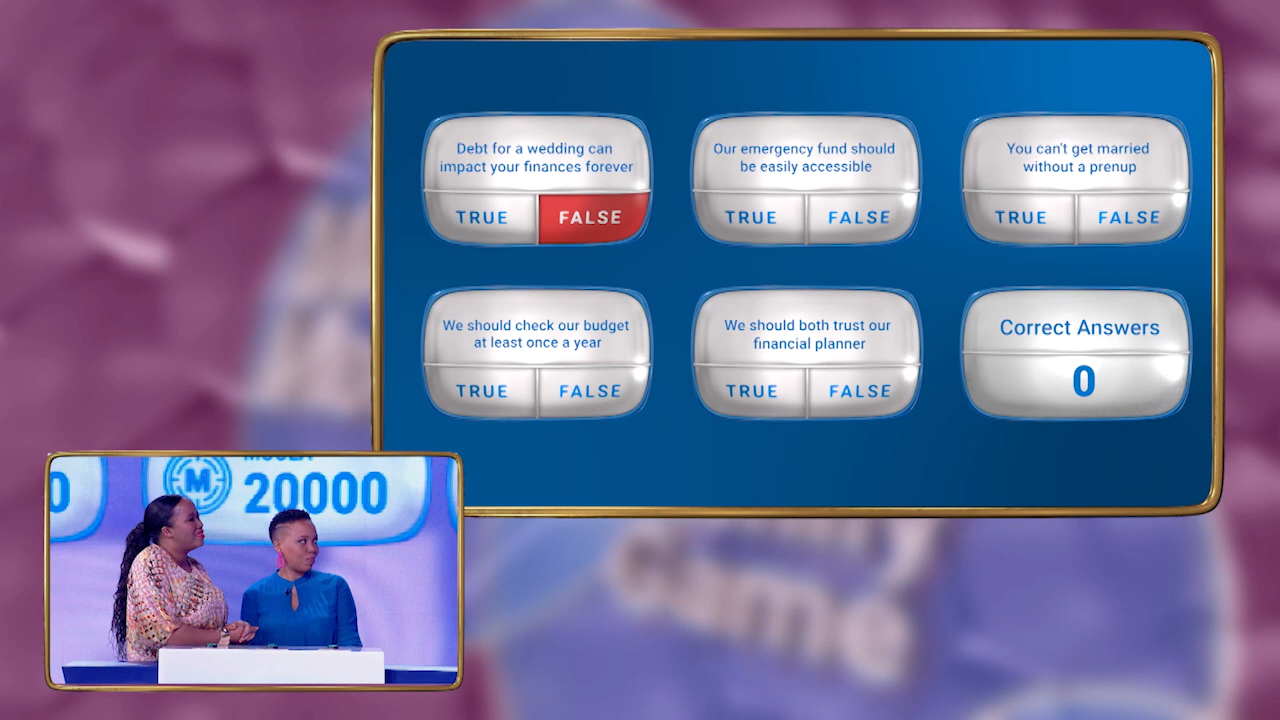 Debt for a wedding can
impact your finances forever
TRUE FALSE
Our emergency fund should
be easily accessible
TRUE FALSE
You can't get married
without a prenup
TRUE FALSE
We should check our budget
at least once a year
TRUE FALSE
We should both trust our
financial planner
TRUE FALSE
Correct Answers
0
0
M
20000
Game